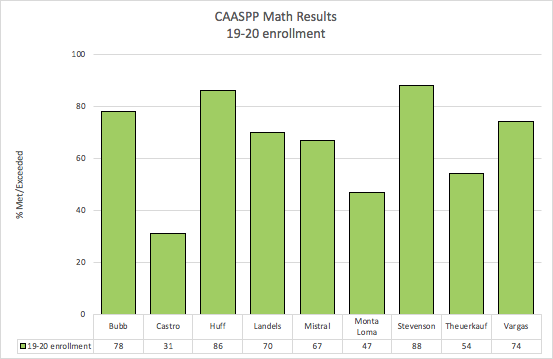 CAASPP Math Results
19-20 enrollment
100
80
60
40
20
0
% Met/Exceeded
Bubb Castro Huff Landels Mistral Monta Loma Stevenson Theuerkauf Vargas
19-20 enrollment 78 31 86 70 67 47 88 54 74